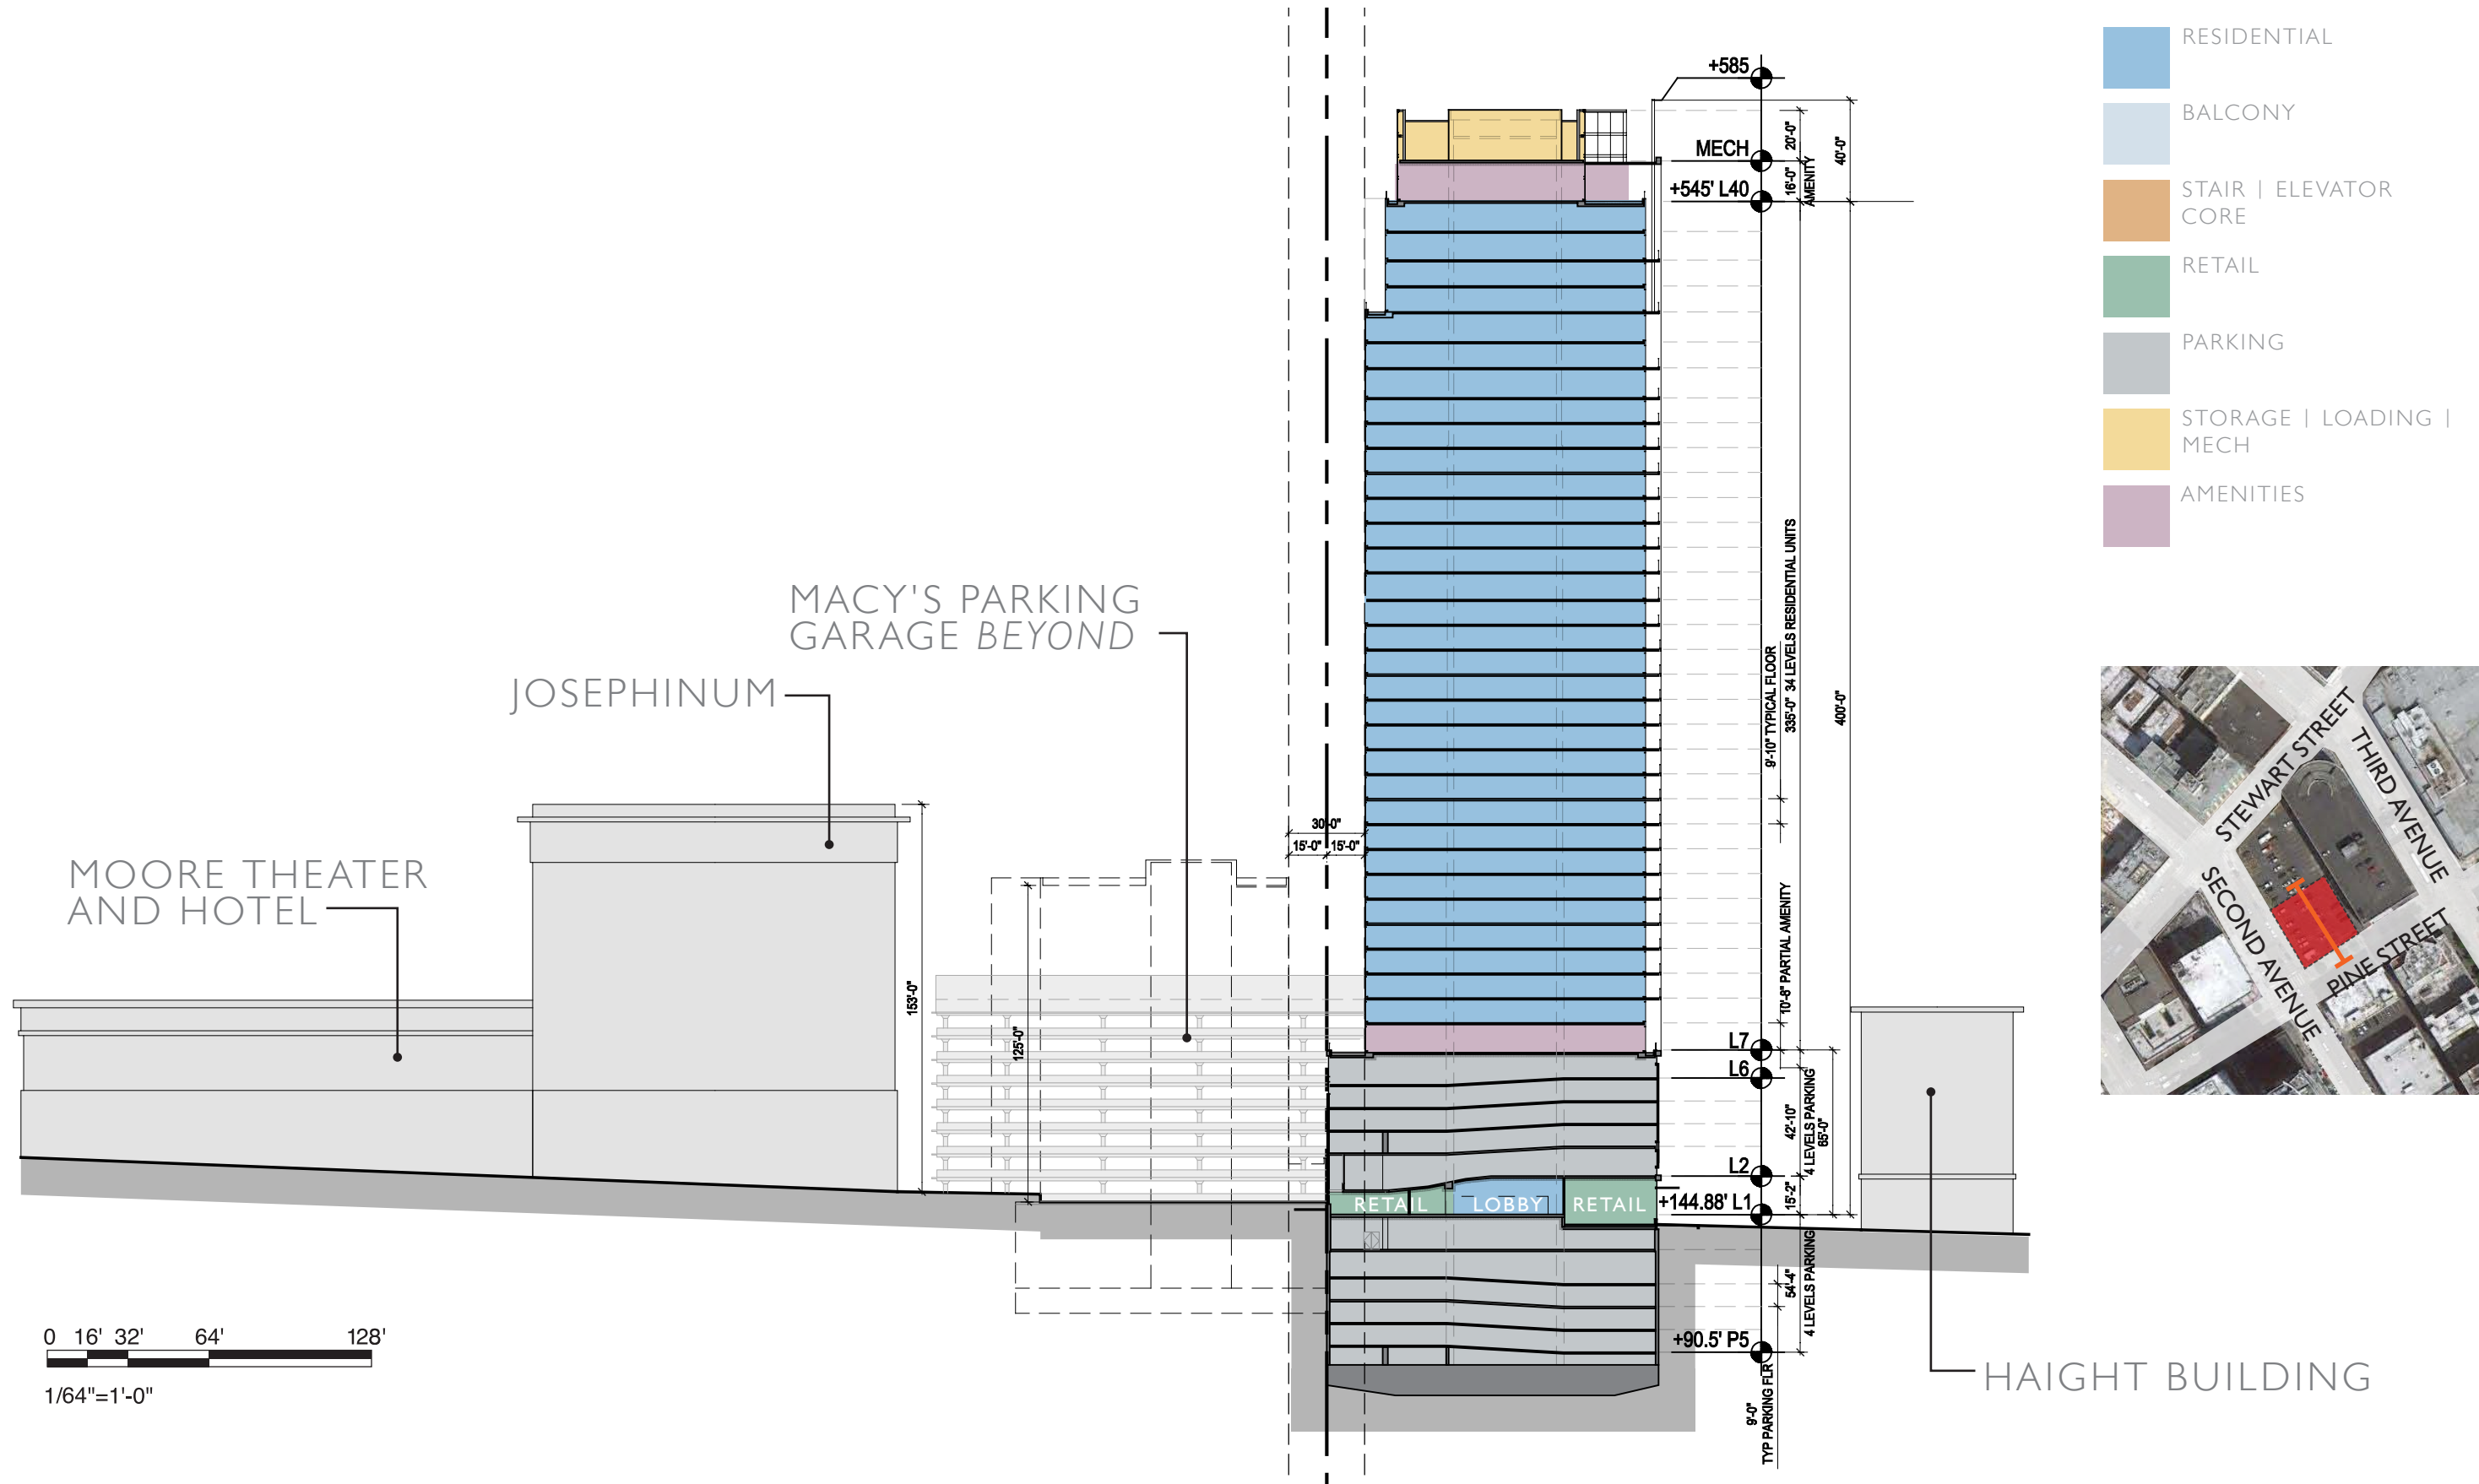 RESIDENTIAL
BALCONY
STAIR | ELEVATOR
CORE
RETAIL
PARKING
STORAGE | LOADING |
MECH
AMENITIES
+585
MECH
+545' L40
20'-0"
16'-0"
AMENITY
40'-0"
MACY'S PARKING
GARAGE BEYOND
JOSEPHINUM
MOORE THEATER
AND HOTEL
153'-0"
125'-0"
30'-0"
15'-0" 15'-0"
9'-10" TYPICAL FLOOR
335'-0" 34 LEVELS RESIDENTIAL UNITS
400'-0"
10'-8" PARTIAL AMENITY
L7
L6
L2
+144.88' L1
+90.5' P5
42'-10"
4 LEVELS PARKING
65'-0"
15'-2"
54'-4"
4 LEVELS PARKING
9'-0"
TYP PARKING FLR
RETAIL
LOBBY
RETAIL
STEWART STREET
THIRD AVENUE
SECOND AVENUE
PINE STREET
HAIGHT BUILDING
0 16' 32' 64' 128'
1/64"=1'-0"